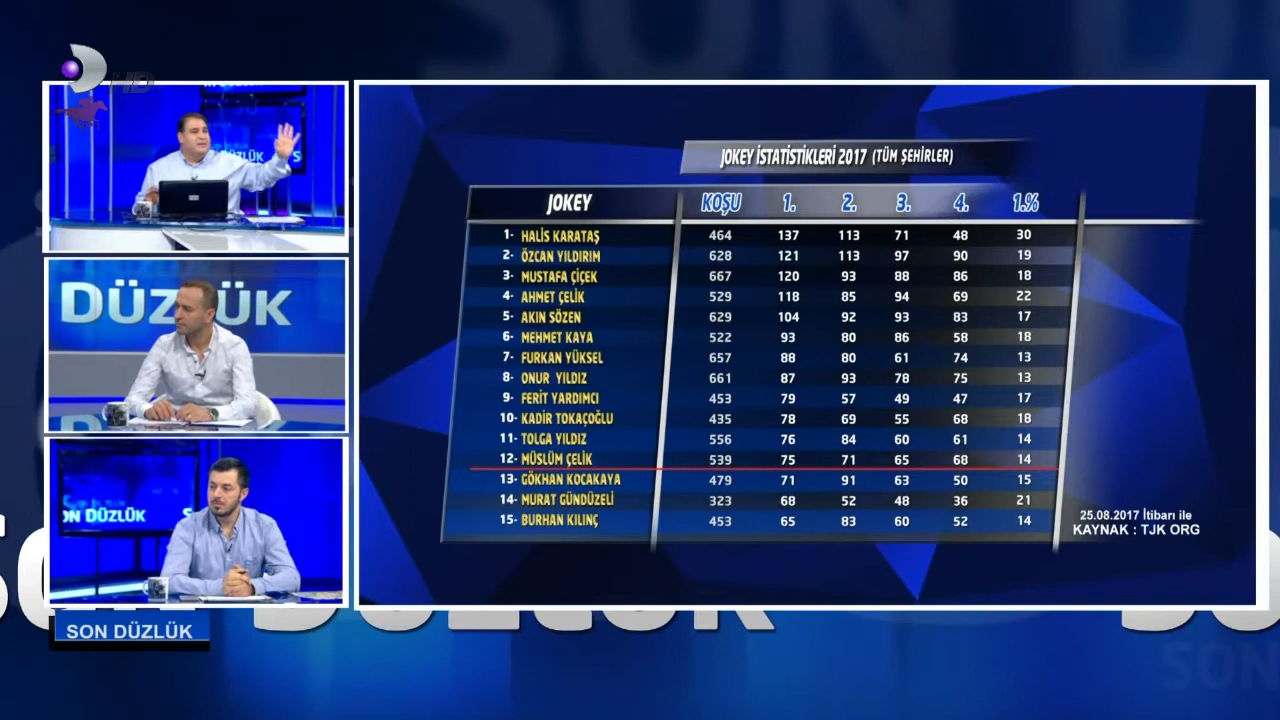 SON D
HD
DÜZLÜK
DÜZLÜK
ON DÜZLÜK
SON DÜZLÜK
JOKEY İSTATİSTİKLERİ 2017 (TÜM ŞEHİRLER)
JOKEY KOŞU 1. 2. 3. 4. 1.%
1- HALİS KARATAŞ 464 137 113 71 48 30
2- ÖZCAN YILDIRIM 628 121 113 97 90 19
3- MUSTAFA ÇİÇEK 667 120 93 88 86 18
4- AHMET ÇELİK 529 118 85 94 69 22
5- AKIN SÖZEN 629 104 92 93 83 17
6- MEHMET KAYA 522 93 80 86 58 18
7- FURKAN YÜKSEL 657 88 80 61 74 13
8- ONUR YILDIZ 661 87 93 78 75 13
9- FERİT YARDIMCI 453 79 57 49 47 17
10- KADİR TOKAÇOĞLU 435 78 69 55 68 18
11- TOLGA YILDIZ 556 76 84 60 61 14
12- MÜSLÜM ÇELİK 539 75 71 65 68 14
13- GÖKHAN KOCAKAYA 479 71 91 63 50 15
14- MURAT GÜNDÜZELİ 323 68 52 48 36 21
15- BURHAN KILINÇ 453 65 83 60 52 14
25.08.2017 İtibarı ile
KAYNAK : TJK ORG
SON